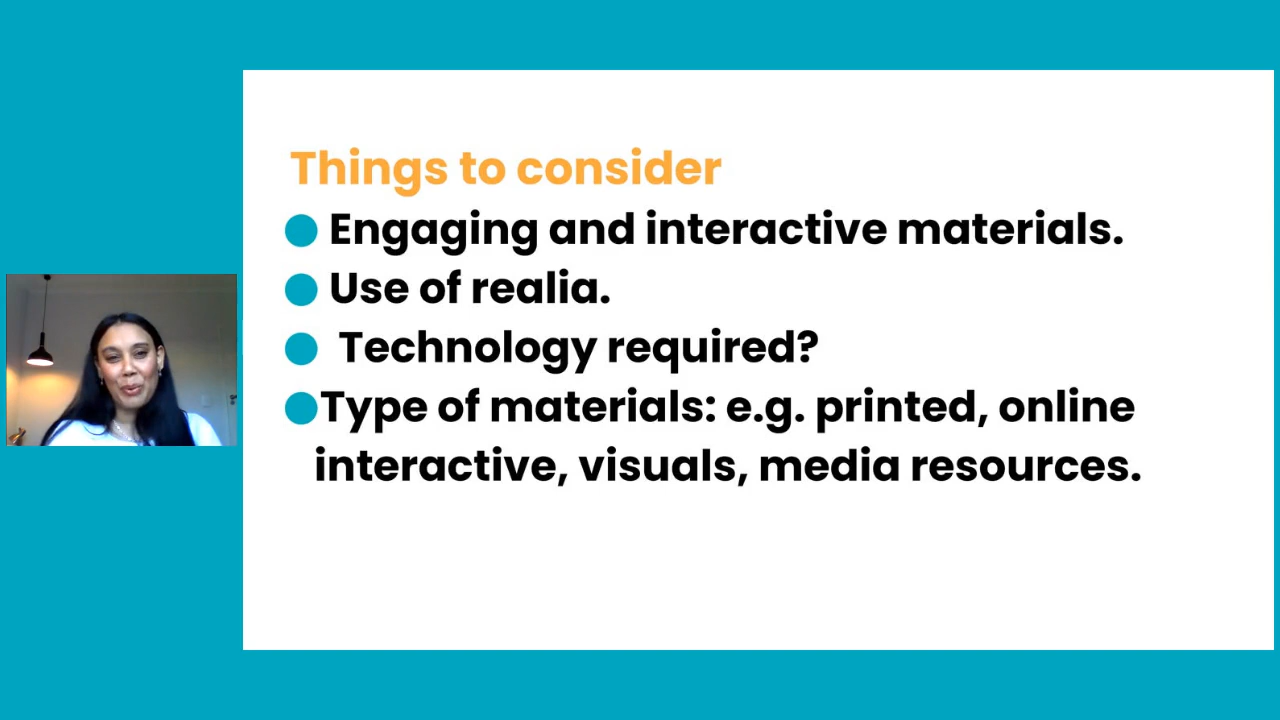 Things to consider
● Engaging and interactive materials.
● Use of realia.
● Technology required?
●Type of materials: e.g. printed, online
interactive, visuals, media resources.